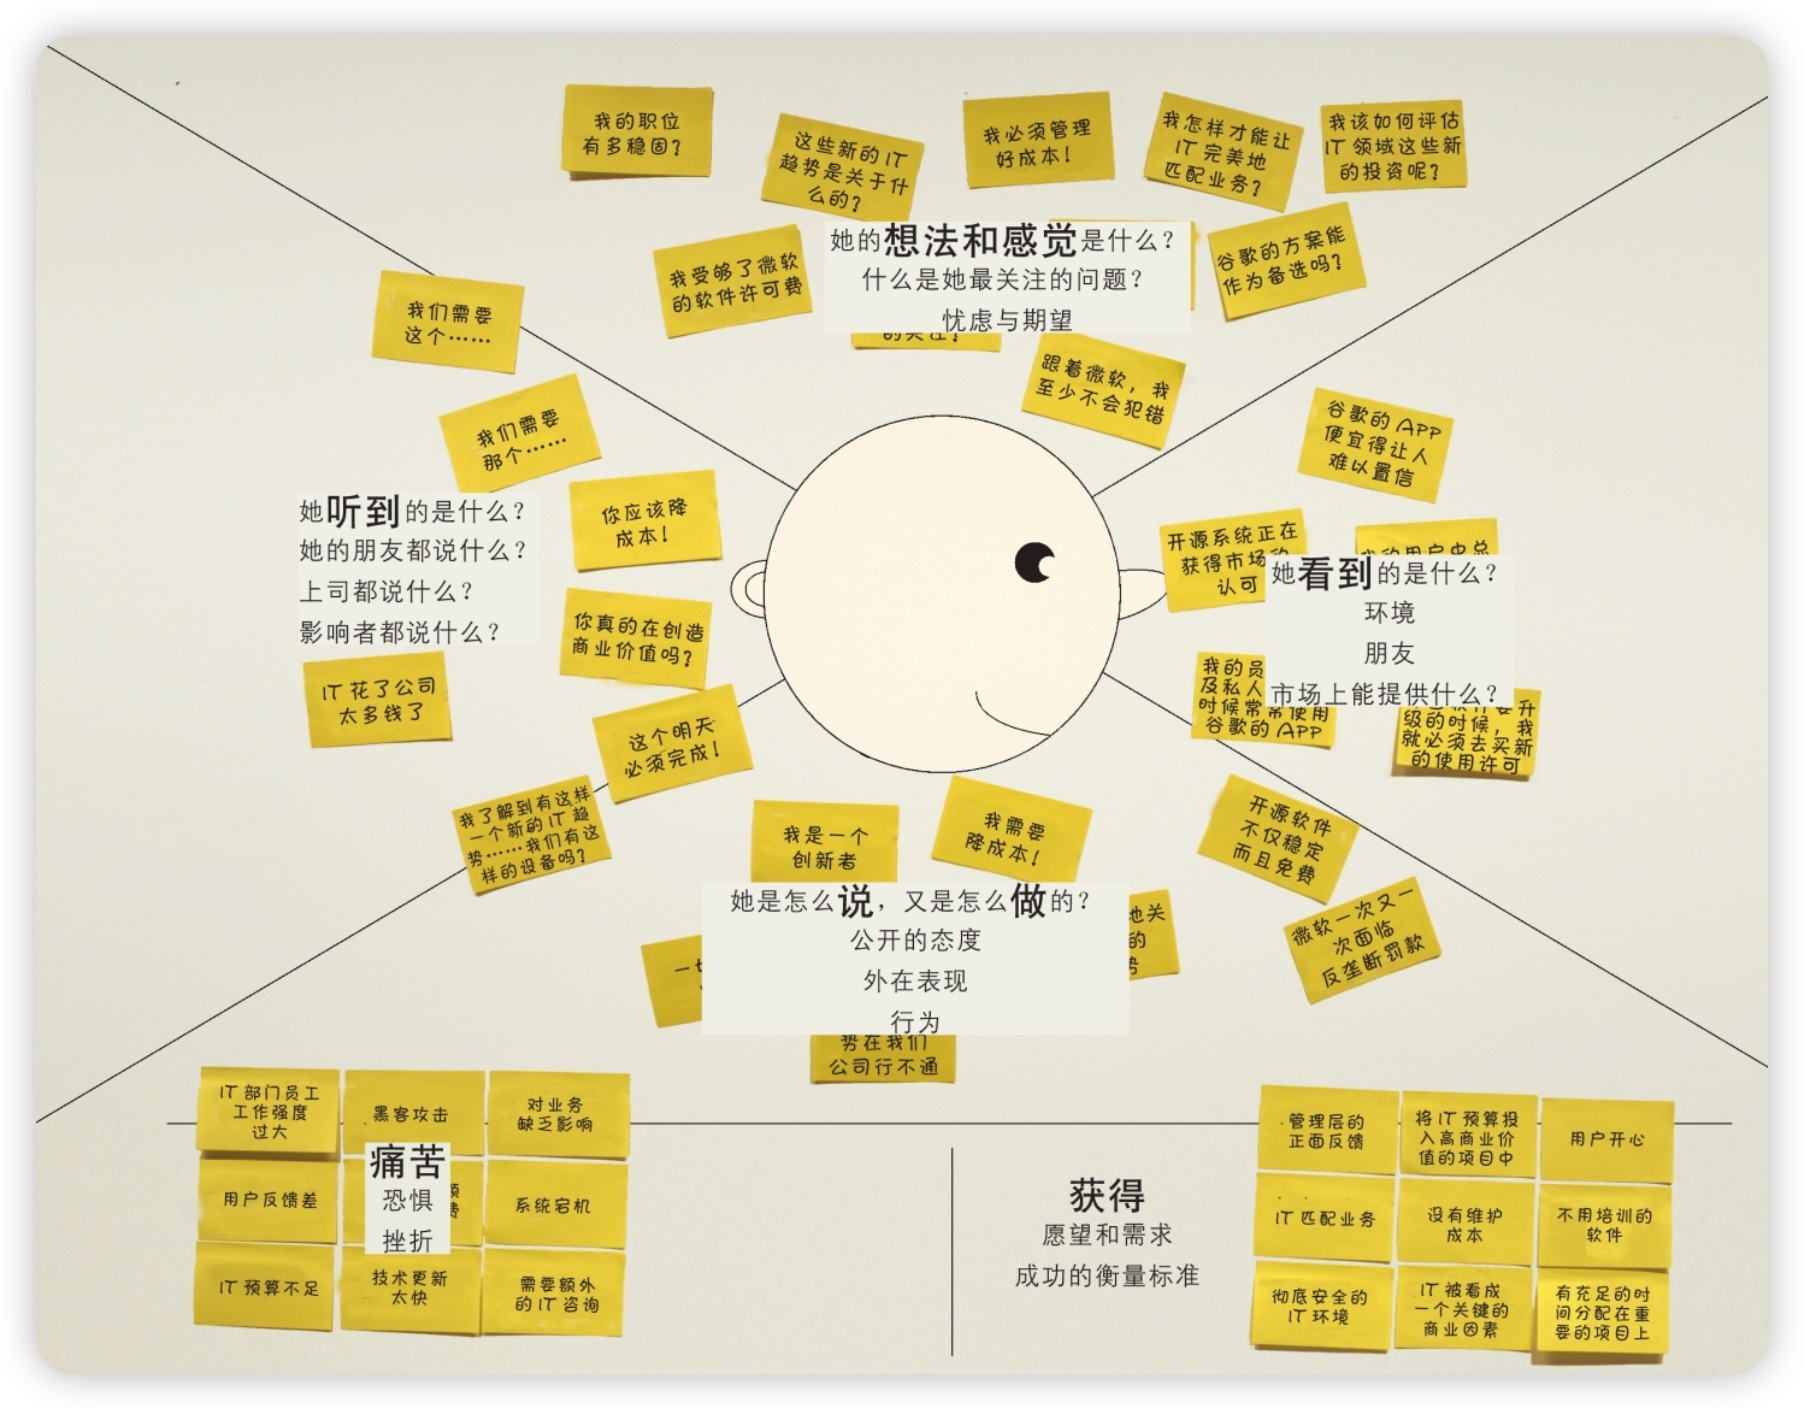 我的职位
有多稳固？
这些新的IT
趋势是关于什
么的？
我必须管理
好成本！
我怎样才能让
IT完美地
匹配业务？
我该如何评估
IT领域这些新
的投资呢？
我受够了微软
的软件许可费
她的想法和感觉是什么？
什么是她最关注的问题？
忧虑与期望
谷歌的方案能
作为备选吗？
跟着微软，我
至少不会犯错
我们需要
这个……
我们需要
那个……
你应该降
成本！
她听到的是什么？
她的朋友都说什么？
上司都说什么？
影响者都说什么？
你真的在创造
商业价值吗？
IT花了公司
太多钱了
这个明天
必须完成！
我了解到有这样
一个新的IT趋
势……我们有这
样的设备吗？
谷歌的APP
便宜得让人
难以置信
开源系统正在
获得市场的
认可
她看到的是什么？
环境
朋友
市场上能提供什么？
我的员
及私人
时候常常使用
谷歌的APP
升
级的时候，我
就必须去买新
的使用许可
开源软件
不仅稳定
而且免费
微软一次又一
次面临
反垄断罚款
我是一个
创新者
我需要
降成本！
她是怎么说，又是怎么做的？
公开的态度
外在表现
行为
地关
的
势在我们
公司行不通
IT部门员工
工作强度
过大
黑客攻击
对业务
缺乏影响
用户反馈差
痛苦
恐惧
挫折
系统宕机
IT预算不足
技术更新
太快
需要额外
的IT咨询
获得
愿望和需求
成功的衡量标准
管理层的
正面反馈
将IT预算投
入高商业价
值的项目中
用户开心
IT匹配业务
没有维护
成本
不用培训的
软件
彻底安全的
IT环境
IT被看成
一个关键的
商业因素
有充足的时
间分配在重
要的项目上